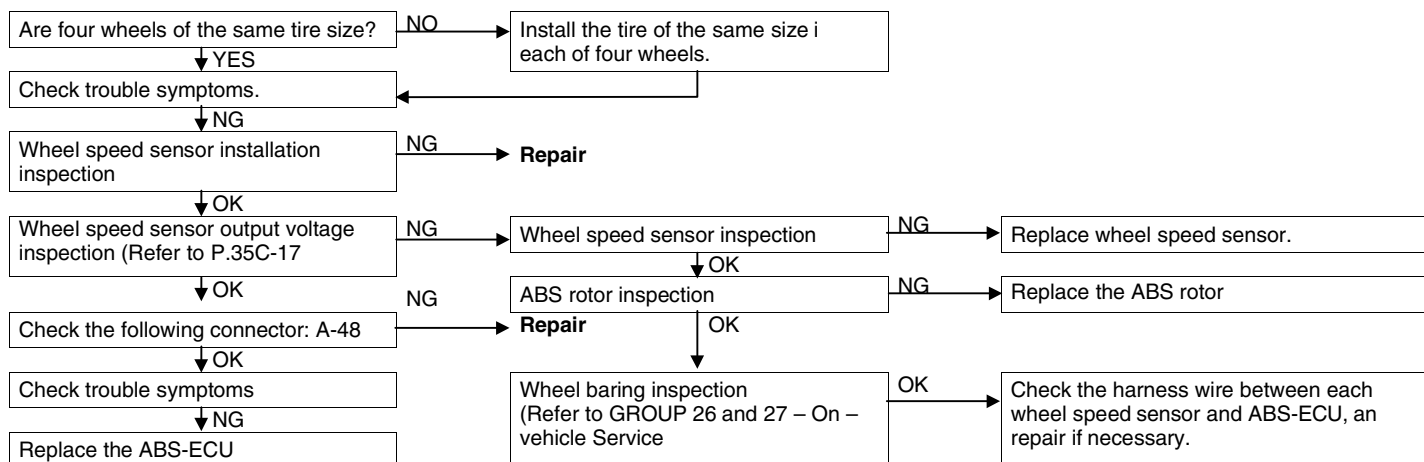 Are four wheels of the same tire size?
NO
Install the tire of the same size i
each of four wheels.
YES
Check trouble symptoms.
NG
Wheel speed sensor installation
inspection
NG
Repair
OK
Wheel speed sensor output voltage
inspection (Refer to P.35C-17
NG
Wheel speed sensor inspection
NG
Replace wheel speed sensor.
OK
OK
NG
ABS rotor inspection
NG
Replace the ABS rotor
Check the following connector: A-48
Repair
OK
OK
Check trouble symptoms
Wheel baring inspection
(Refer to GROUP 26 and 27 – On –
vehicle Service
OK
Check the harness wire between each
wheel speed sensor and ABS-ECU, an
repair if necessary.
NG
Replace the ABS-ECU